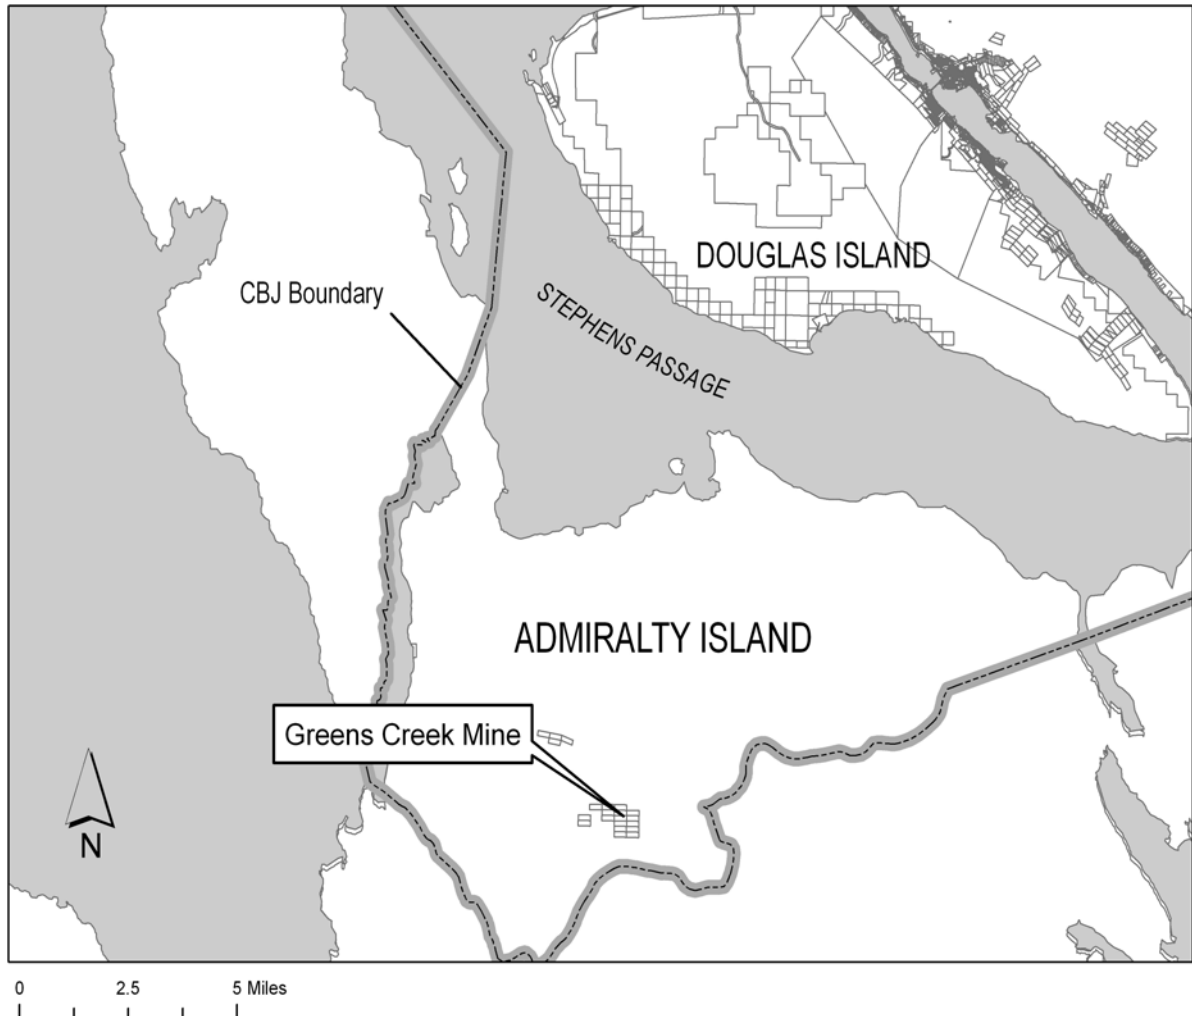 DOUGLAS ISLAND
CBJ Boundary
STEPHENS PASSAGE
ADMIRALTY ISLAND
Greens Creek Mine
N
0 2.5 5 Miles